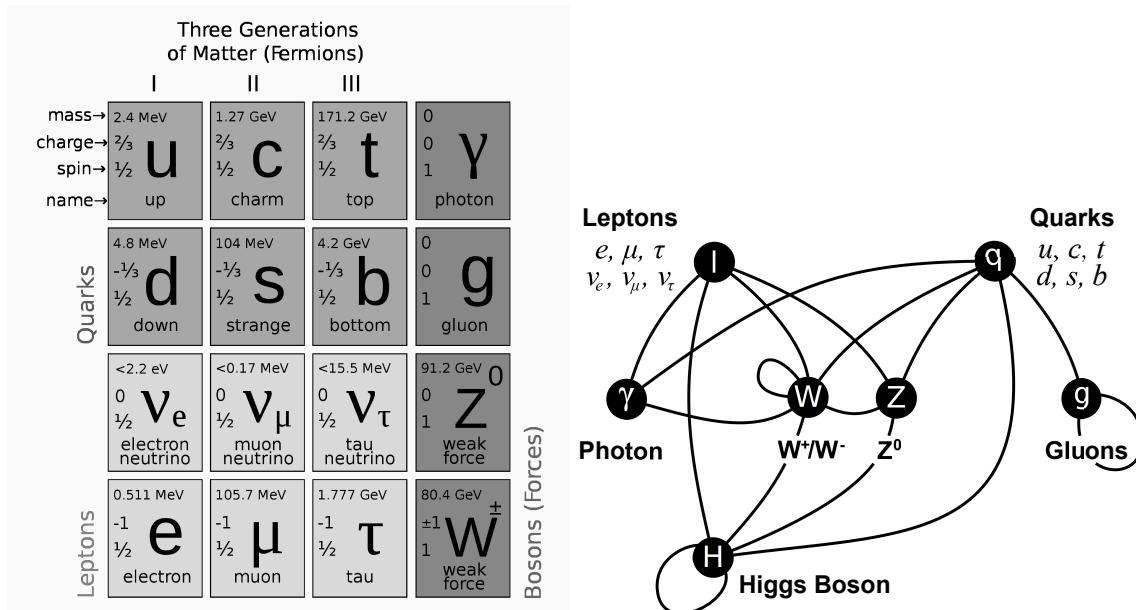 Three Generations
of Matter (Fermions)
I II III
mass→ 2.4 MeV 1.27 GeV 171.2 GeV 0
charge→ ⅔ ⅔ ⅔ 0
spin→ ½ ½ ½ 1
u c t γ
name→ up charm top photon
4.8 MeV 104 MeV 4.2 GeV 0
-⅓ -⅓ -⅓ 0
½ ½ ½ 1
d s b g
down strange bottom gluon
Quarks
<2.2 eV <0.17 MeV <15.5 MeV 91.2 GeV
0 0 0 0
½ ½ ½ 1
νe νμ ντ Z0
electron neutrino
muon neutrino
tau neutrino
weak force
0.511 MeV 105.7 MeV 1.777 GeV 80.4 GeV
-1 -1 -1 ±1
½ ½ ½ 1
e μ τ W±
electron muon tau weak force
Leptons
Bosons (Forces)
Leptons
e, μ, τ
νe, νμ, ντ
Quarks
u, c, t
d, s, b
l q
γ W Z g
Photon W+/W- Z0 Gluons
H
Higgs Boson